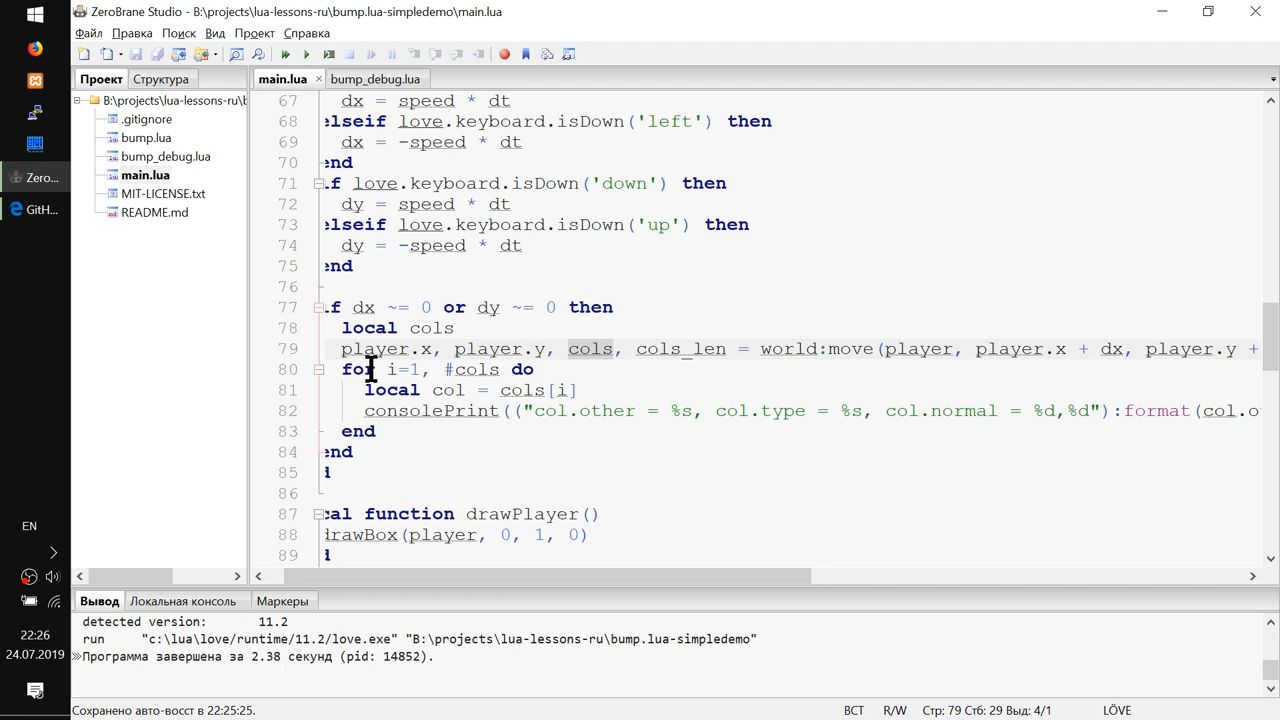 ZeroBrane Studio - B:\projects\lua-lessons-ru\bump.lua-simpledemo\main.lua
Файл Правка Поиск Вид Проект Справка
Проект Структура
main.lua
bump_debug.lua
B:\projects\lua-lessons-ru\b
.gitignore
bump.lua
bump_debug.lua
main.lua
MIT-LICENSE.txt
README.md
67 dx = speed * dt
68 elseif love.keyboard.isDown('left') then
69 dx = -speed * dt
70 end
71 if love.keyboard.isDown('down') then
72 dy = speed * dt
73 elseif love.keyboard.isDown('up') then
74 dy = -speed * dt
75 end
76
77 if dx ~= 0 or dy ~= 0 then
78 local cols
79 player.x, player.y, cols, cols_len = world:move(player, player.x + dx, player.y +
80 for i=1, #cols do
81 local col = cols[i]
82 consolePrint(("col.other = %s, col.type = %s, col.normal = %d,%d"):format(col.o
83 end
84 end
85 d
86
87 cal function drawPlayer()
88 drawBox(player, 0, 1, 0)
89 d
Вывод Локальная консоль Маркеры
detected version: 11.2
run "c:\lua\love/runtime/11.2/love.exe" "B:\projects\lua-lessons-ru\bump.lua-simpledemo"
Программа завершена за 2.38 секунд (pid: 14852).
Сохранено авто-восст в 22:25:25.
ВСТ R/W Стр: 79 Стб: 29 Выд: 4/1 LÖVE
Zero...
GitH...
EN
22:26
24.07.2019